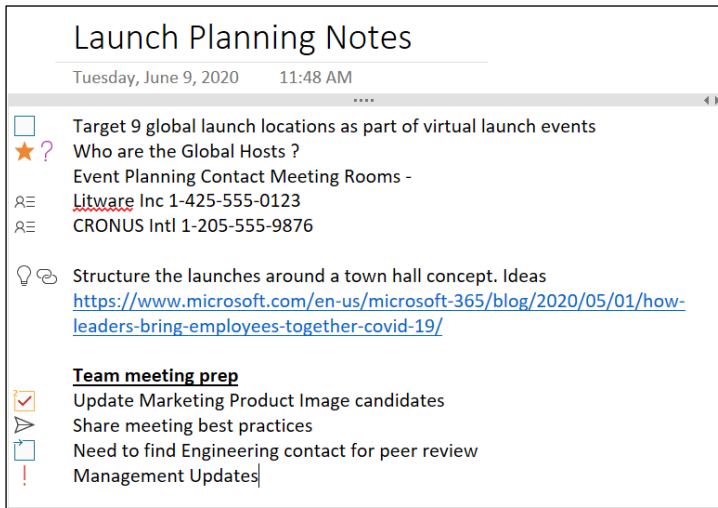 Launch Planning Notes
Tuesday, June 9, 2020 11:48 AM
Target 9 global launch locations as part of virtual launch events
Who are the Global Hosts ?
Event Planning Contact Meeting Rooms -
Litware Inc 1-425-555-0123
CRONUS Intl 1-205-555-9876
Structure the launches around a town hall concept. Ideas
https://www.microsoft.com/en-us/microsoft-365/blog/2020/05/01/how-
leaders-bring-employees-together-covid-19/
Team meeting prep
Update Marketing Product Image candidates
Share meeting best practices
Need to find Engineering contact for peer review
Management Updates